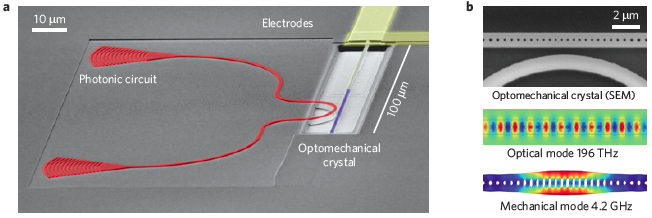 a
10 µm
Electrodes
Photonic circuit
100 µm
Optomechanical
crystal
b
2 µm
Optomechanical crystal (SEM)
Optical mode 196 THz
Mechanical mode 4.2 GHz